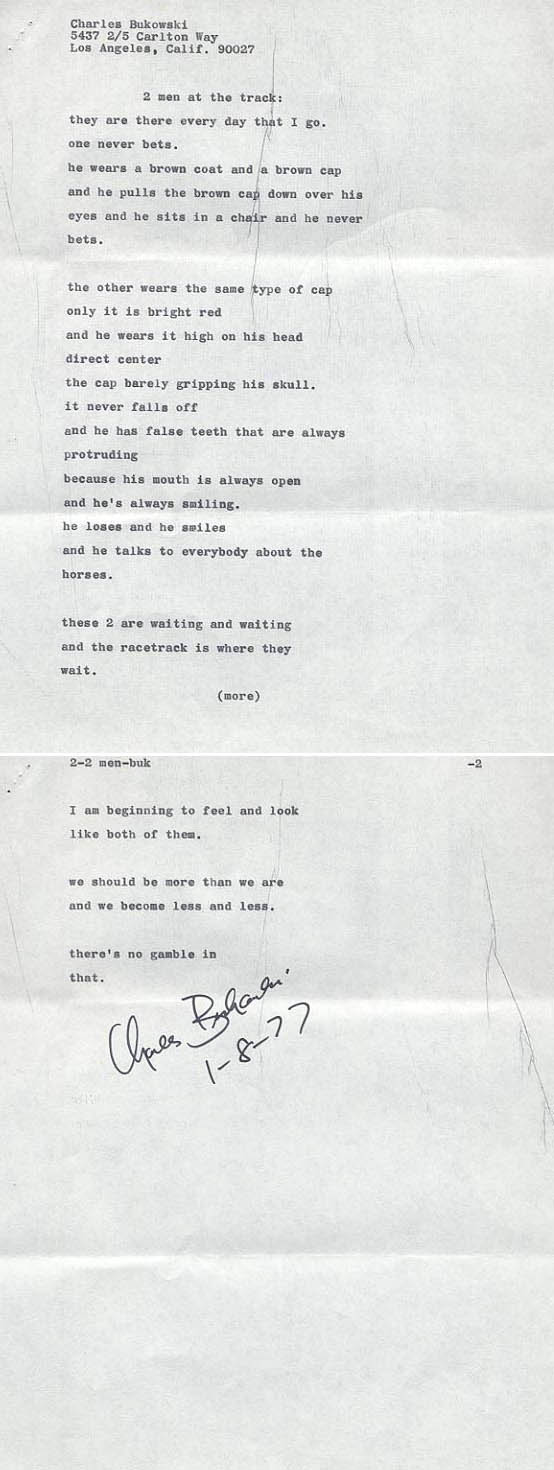 Charles Bukowski
5437 2/5 Carlton Way
Los Angeles, Calif. 90027
2 men at the track:
they are there every day that I go.
one never bets.
he wears a brown coat and a brown cap
and he pulls the brown cap down over his
eyes and he sits in a chair and he never
bets.
the other wears the same type of cap
only it is bright red
and he wears it high on his head
direct center
the cap barely gripping his skull.
it never falls off
and he has false teeth that are always
protruding
because his mouth is always open
and he's always smiling.
he loses and he smiles
and he talks to everybody about the
horses.
these 2 are waiting and waiting
and the racetrack is where they
wait.
(more)
2-2 men-buk -2
I am beginning to feel and look
like both of them.
we should be more than we are
and we become less and less.
there's no gamble in
that.
Charles Bukowski
1-8-77